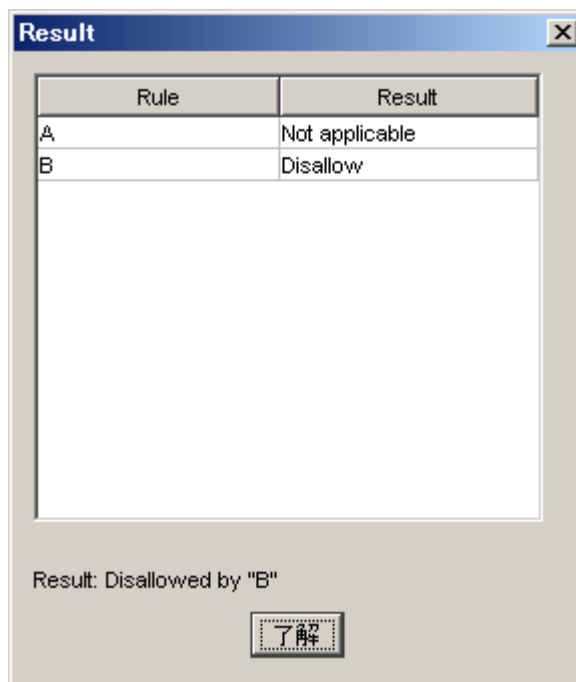 Result
Rule Result
A Not applicable
B Disallow
Result: Disallowed by "B"
了解